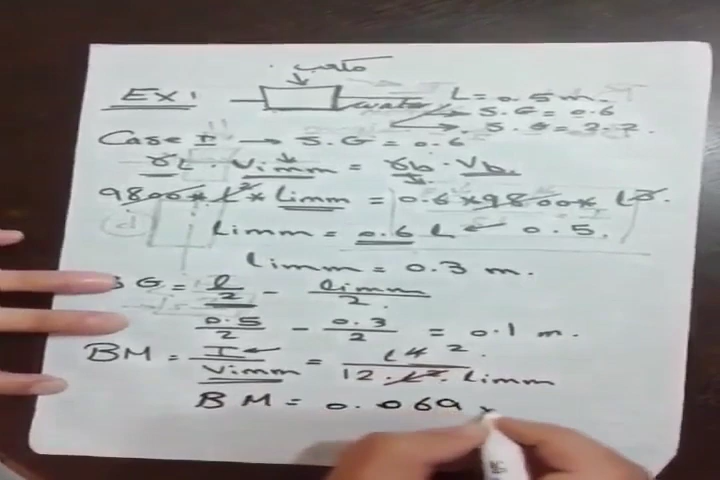 مكعب
EX:
water
L = 0.5 m.
S.G = 0.6
Case I → S.G = 0.6
γL · Vimm = γb · Vb.
9800 * L² * Limm = 0.6 * 9800 * L³.
Limm = 0.6 L ← 0.5.
Limm = 0.3 m.
BG = l/2 - limm/2.
0.5/2 - 0.3/2 = 0.1 m.
BM = I/Vimm = L4 2/12 · L² · Limm
BM = 0.069